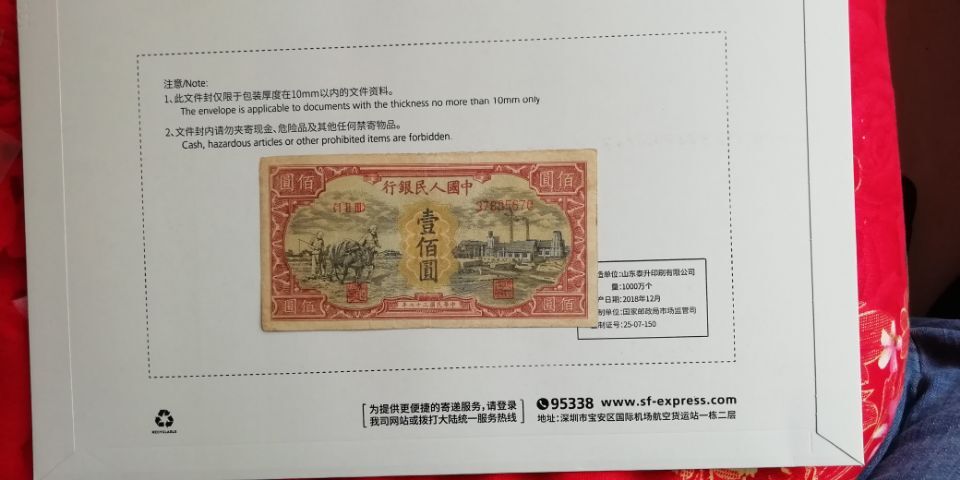 注意/Note:
1、此文件封仅限于包装厚度在10mm以内的文件资料。
The envelope is applicable to documents with the thickness no more than 10mm only
2、文件封内请勿夹寄现金、危险品及其他任何禁寄物品。
Cash, hazardous articles or other prohibited items are forbidden.
圓佰
行銀民人國中
佰圓
壹佰圓
圓佰
年八十三國民華中
佰圓
造单位:山东泰升印刷有限公司
量:1000万个
产日期:2018年12月
制单位:国家邮政局市场监管司
制证号:25-07-150
RECYCLABLE
为提供更便捷的寄递服务,请登录
我司网站或拨打大陆统一服务热线
95338 www.sf-express.com
地址:深圳市宝安区国际机场航空货运站一栋二层